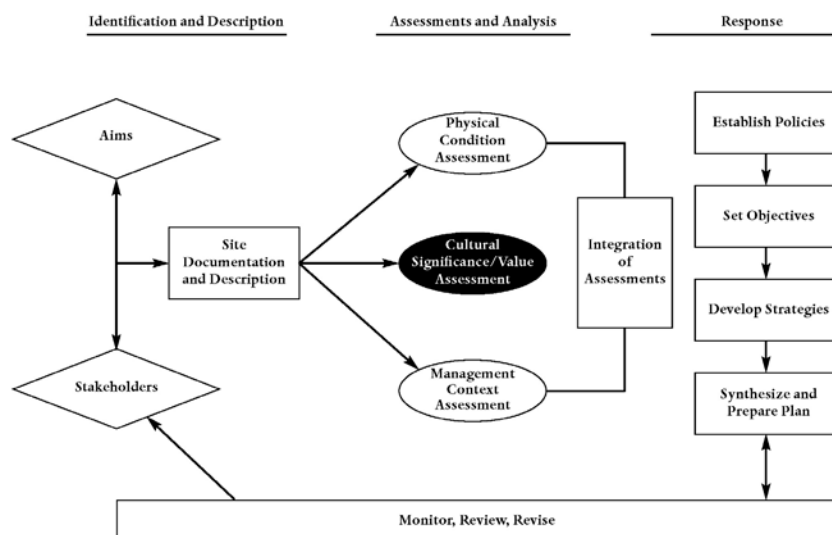 Identification and Description
Assessments and Analysis
Response
Aims
Stakeholders
Site
Documentation
and Description
Physical
Condition
Assessment
Cultural
Significance/Value
Assessment
Management
Context
Assessment
Integration
of
Assessments
Establish Policies
Set Objectives
Develop Strategies
Synthesize and
Prepare Plan
Monitor, Review, Revise